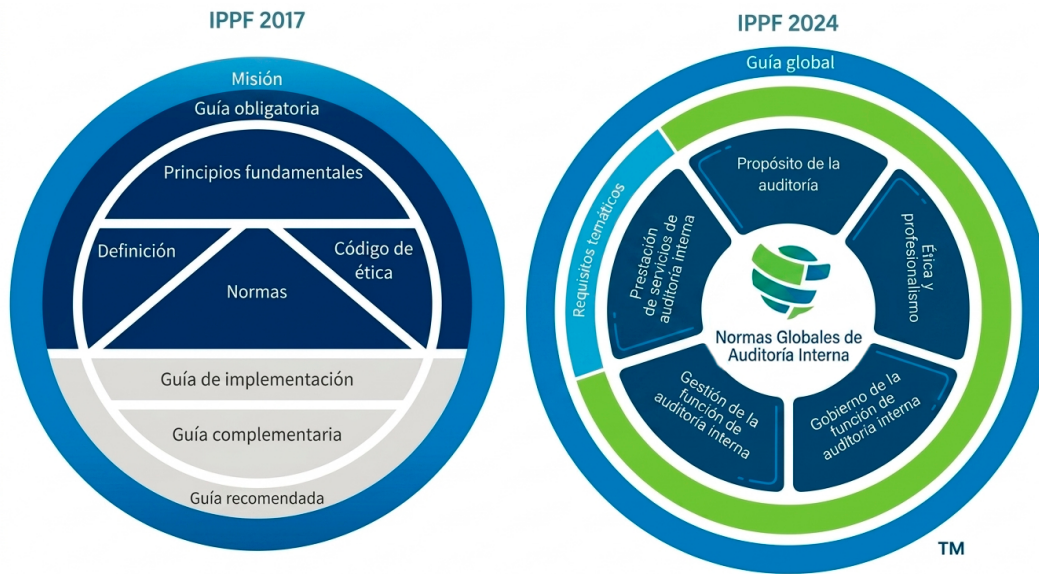 IPPF 2017
Misión
Guía obligatoria
Principios fundamentales
Definición
Código de
ética
Normas
Guía de implementación
Guía complementaria
Guía recomendada
IPPF 2024
Guía global
Requisitos temáticos
Propósito de la
auditoría
Ética y
profesionalismo
Gobierno de la
función de
auditoría interna
Gestión de la
función de
auditoría interna
Prestación
de servicios de
auditoría interna
Normas Globales de
Auditoría Interna
TM